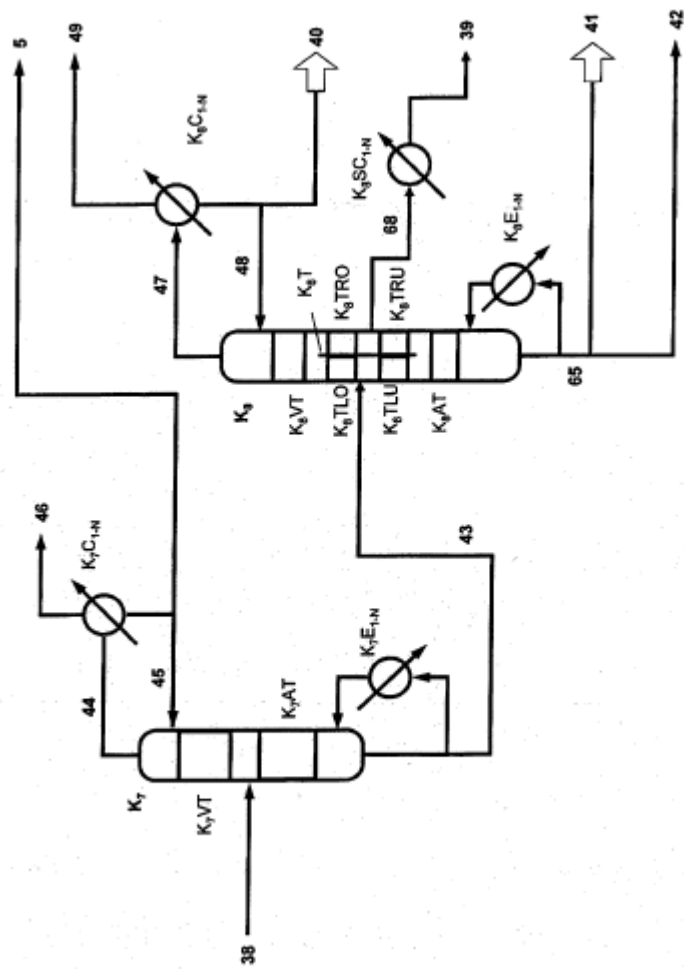 5
46
49
K₇C₁₋N
44
K₇
45
47
K₈C₁₋N
K₇VT
K₈
48
38
K₇AT
K₈VT
K₈T
40
K₈TLO
K₈TRO
K₈SC₁₋N
K₇E₁₋N
68
K₈TLU
K₈TRU
K₈AT
43
39
K₈E₁₋N
65
41
42